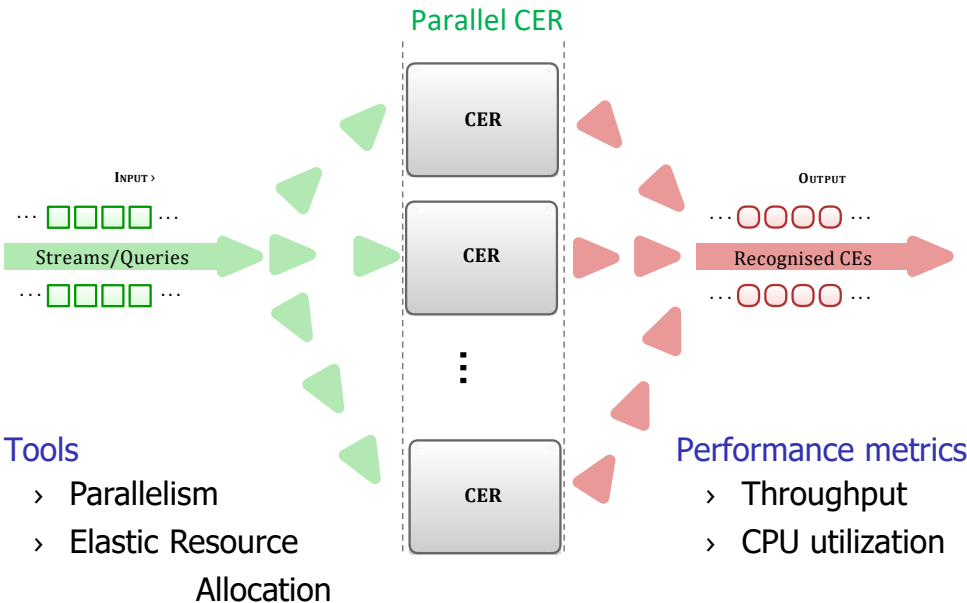 Parallel CER
CER
INPUT ›
OUTPUT
... ...
... ...
Streams/Queries
CER
Recognised CEs
... ...
... ...
⋮
Tools
› Parallelism
› Elastic Resource
Allocation
CER
Performance metrics
› Throughput
› CPU utilization